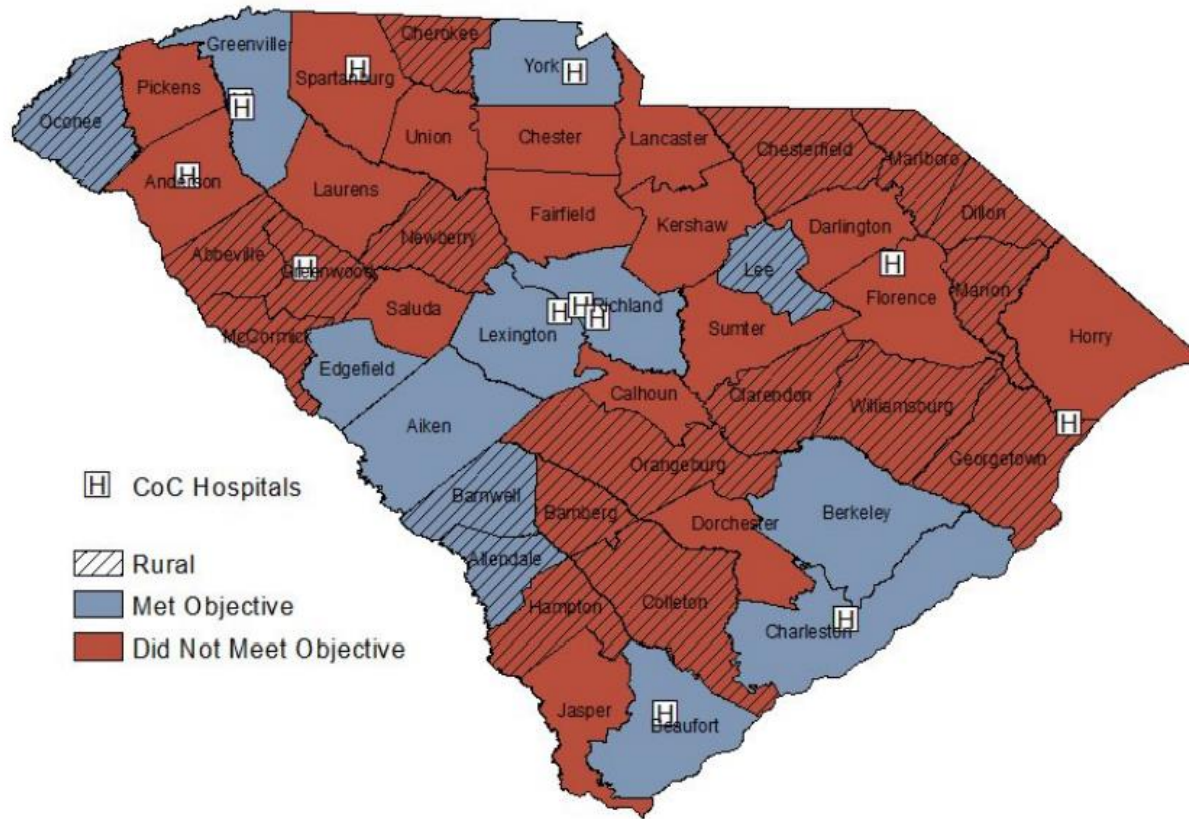 Cherokee
Greenville
York
Spartanburg
H
H
Pickens
H
Oconee
Union
Chester
Lancaster
Chesterfield
Marlboro
Anderson
H
Laurens
Dillon
Fairfield
Kershaw
Darlington
Newberry
Abbeville
Greenwood
H
Lee
H
Florence
Marion
Saluda
H
H
H
Richland
Lexington
Sumter
Horry
McCormick
Edgefield
Calhoun
Clarendon
Williamsburg
H
Aiken
Orangeburg
Georgetown
H CoC Hospitals
Barnwell
Bamberg
Dorchester
Berkeley
Allendale
Rural
Met Objective
Did Not Meet Objective
Hampton
Colleton
H
Charleston
Jasper
H
Beaufort